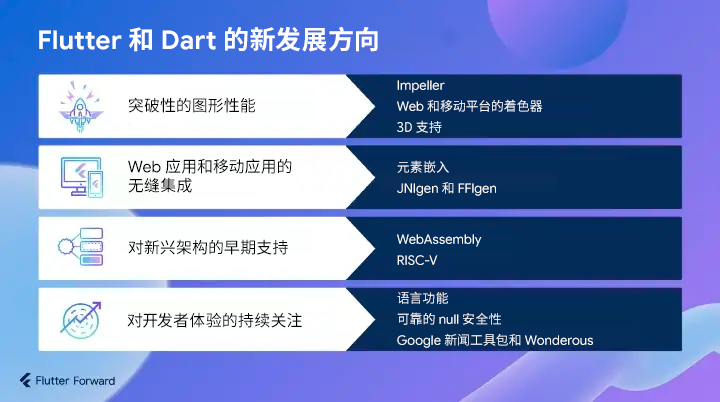 Flutter 和 Dart 的新发展方向
突破性的图形性能
Impeller
Web 和移动平台的着色器
3D 支持
Web 应用和移动应用的
无缝集成
元素嵌入
JNIgen 和 FFIgen
对新兴架构的早期支持
WebAssembly
RISC-V
对开发者体验的持续关注
语言功能
可靠的 null 安全性
Google 新闻工具包和 Wonderous
Flutter Forward